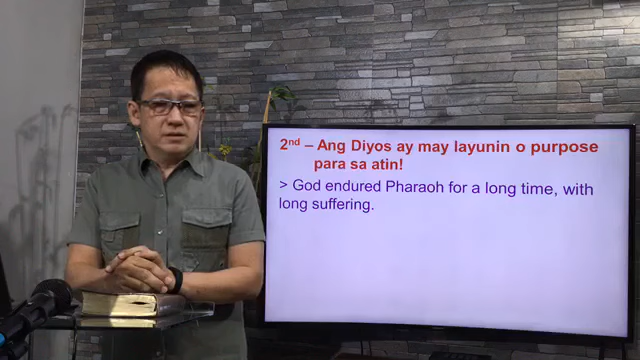 2nd – Ang Diyos ay may layunin o purpose
para sa atin!
> God endured Pharaoh for a long time, with
long suffering.